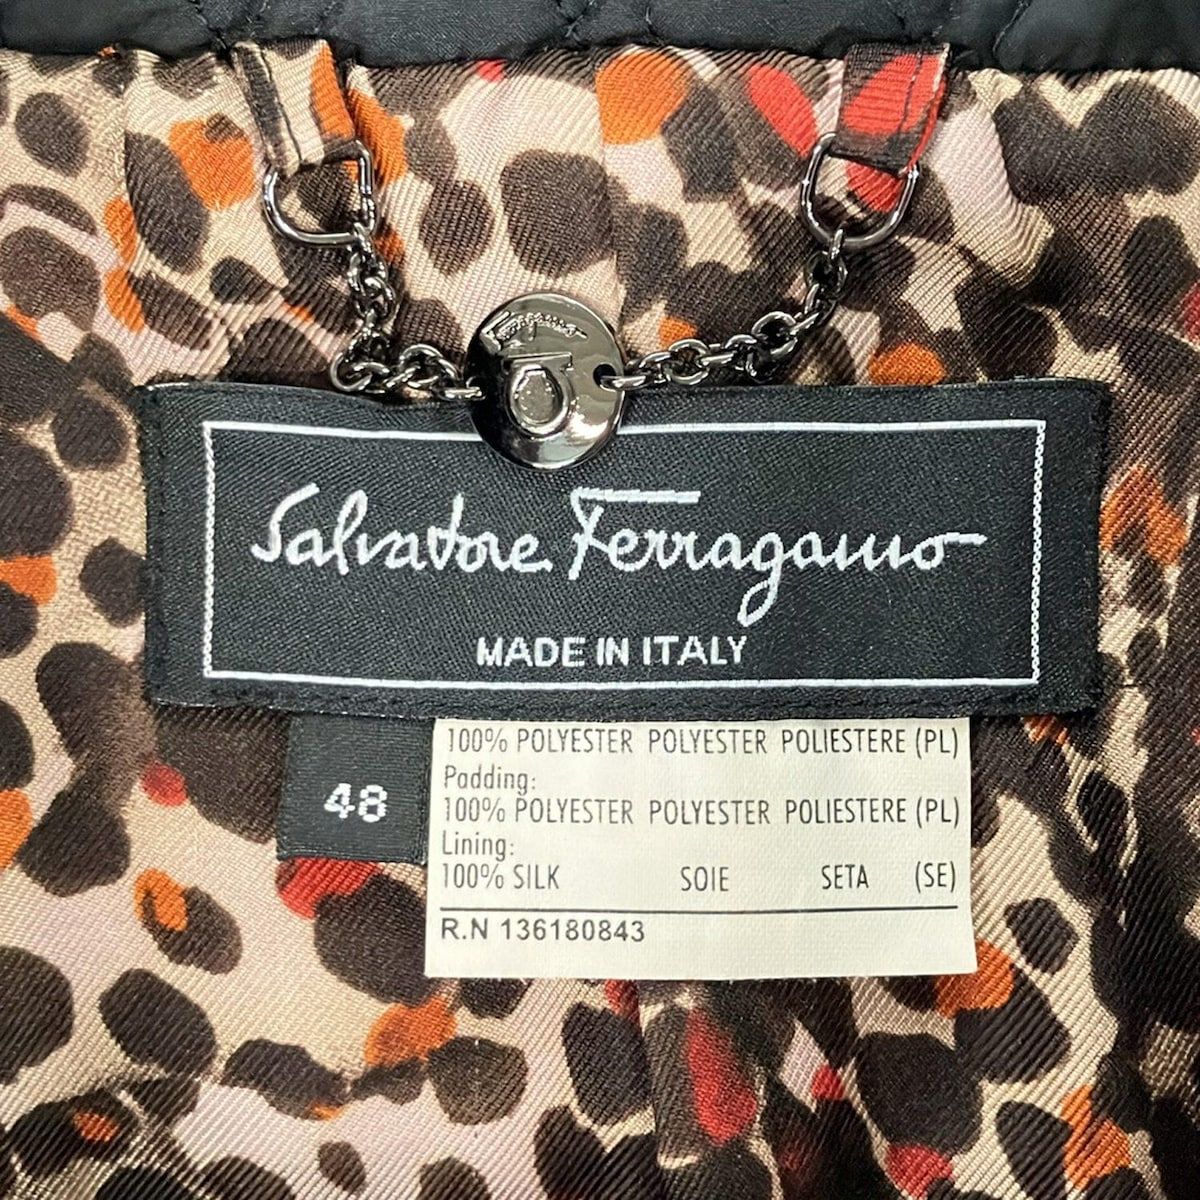 Ferragamo
Salvatore Ferragamo
MADE IN ITALY
48
100% POLYESTER POLYESTER POLIESTERE (PL)
Padding:
100% POLYESTER POLYESTER POLIESTERE (PL)
Lining:
100% SILK SOIE SETA (SE)
R.N 136180843